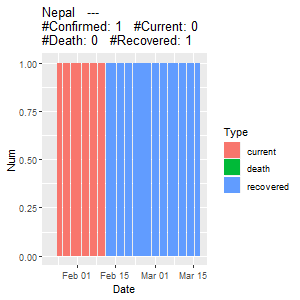 Nepal   ---
#Confirmed: 1   #Current: 0
#Death: 0   #Recovered: 1
1.00
0.75
0.50
0.25
0.00
Num
Feb 01
Feb 15
Mar 01
Mar 15
Date
Type
current
death
recovered